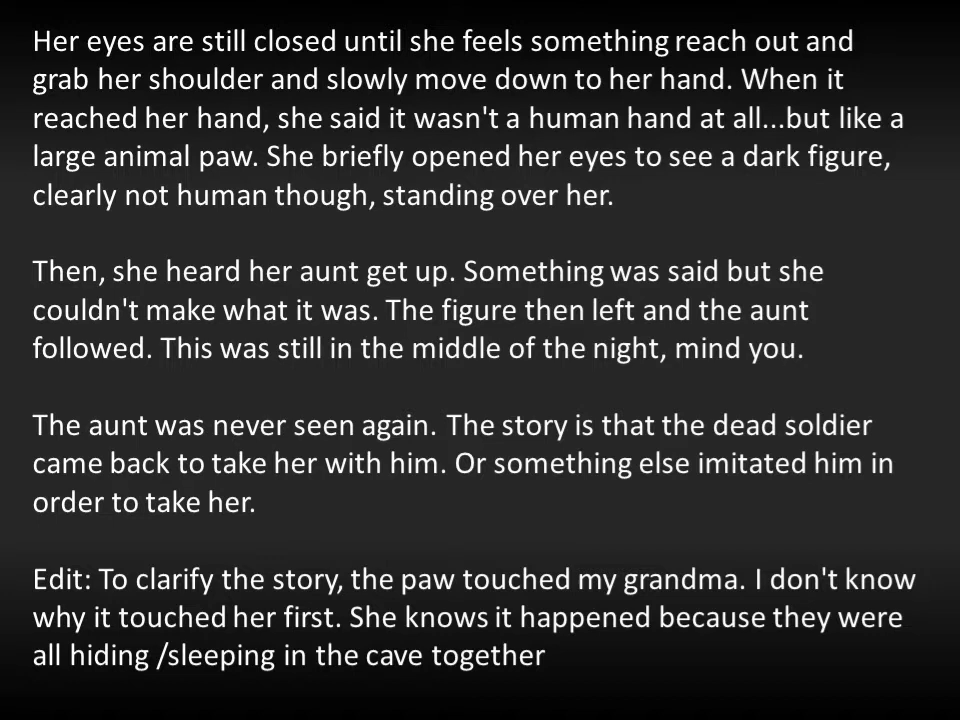 Her eyes are still closed until she feels something reach out and
grab her shoulder and slowly move down to her hand. When it
reached her hand, she said it wasn't a human hand at all...but like a
large animal paw. She briefly opened her eyes to see a dark figure,
clearly not human though, standing over her.
Then, she heard her aunt get up. Something was said but she
couldn't make what it was. The figure then left and the aunt
followed. This was still in the middle of the night, mind you.
The aunt was never seen again. The story is that the dead soldier
came back to take her with him. Or something else imitated him in
order to take her.
Edit: To clarify the story, the paw touched my grandma. I don't know
why it touched her first. She knows it happened because they were
all hiding /sleeping in the cave together